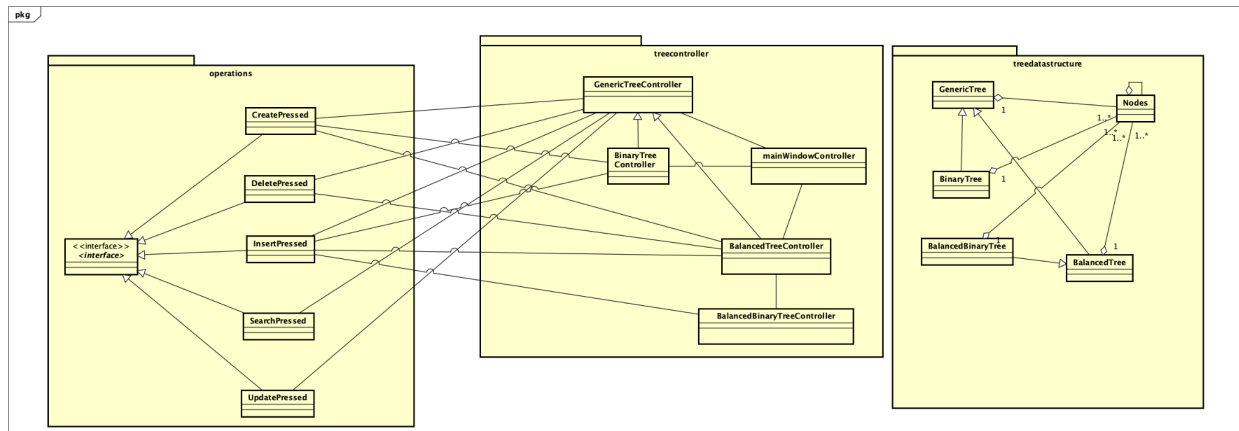 pkg
operations
CreatePressed
DeletePressed
InsertPressed
<<interface>>
<interface>
SearchPressed
UpdatePressed
treecontroller
GenericTreeController
BinaryTree
Controller
mainWindowController
BalancedTreeController
BalancedBinaryTreeController
treedatastructure
GenericTree
1
Nodes
1..*
1..*
1..*
1..*
BinaryTree
1
BalancedBinaryTree
1
1
BalancedTree